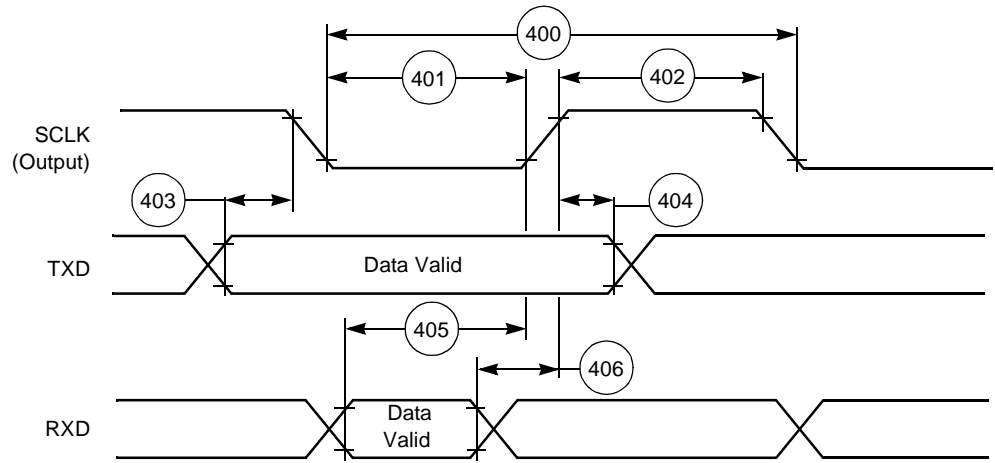 400
401
402
SCLK
(Output)
403
404
TXD
Data Valid
405
406
RXD
Data
Valid